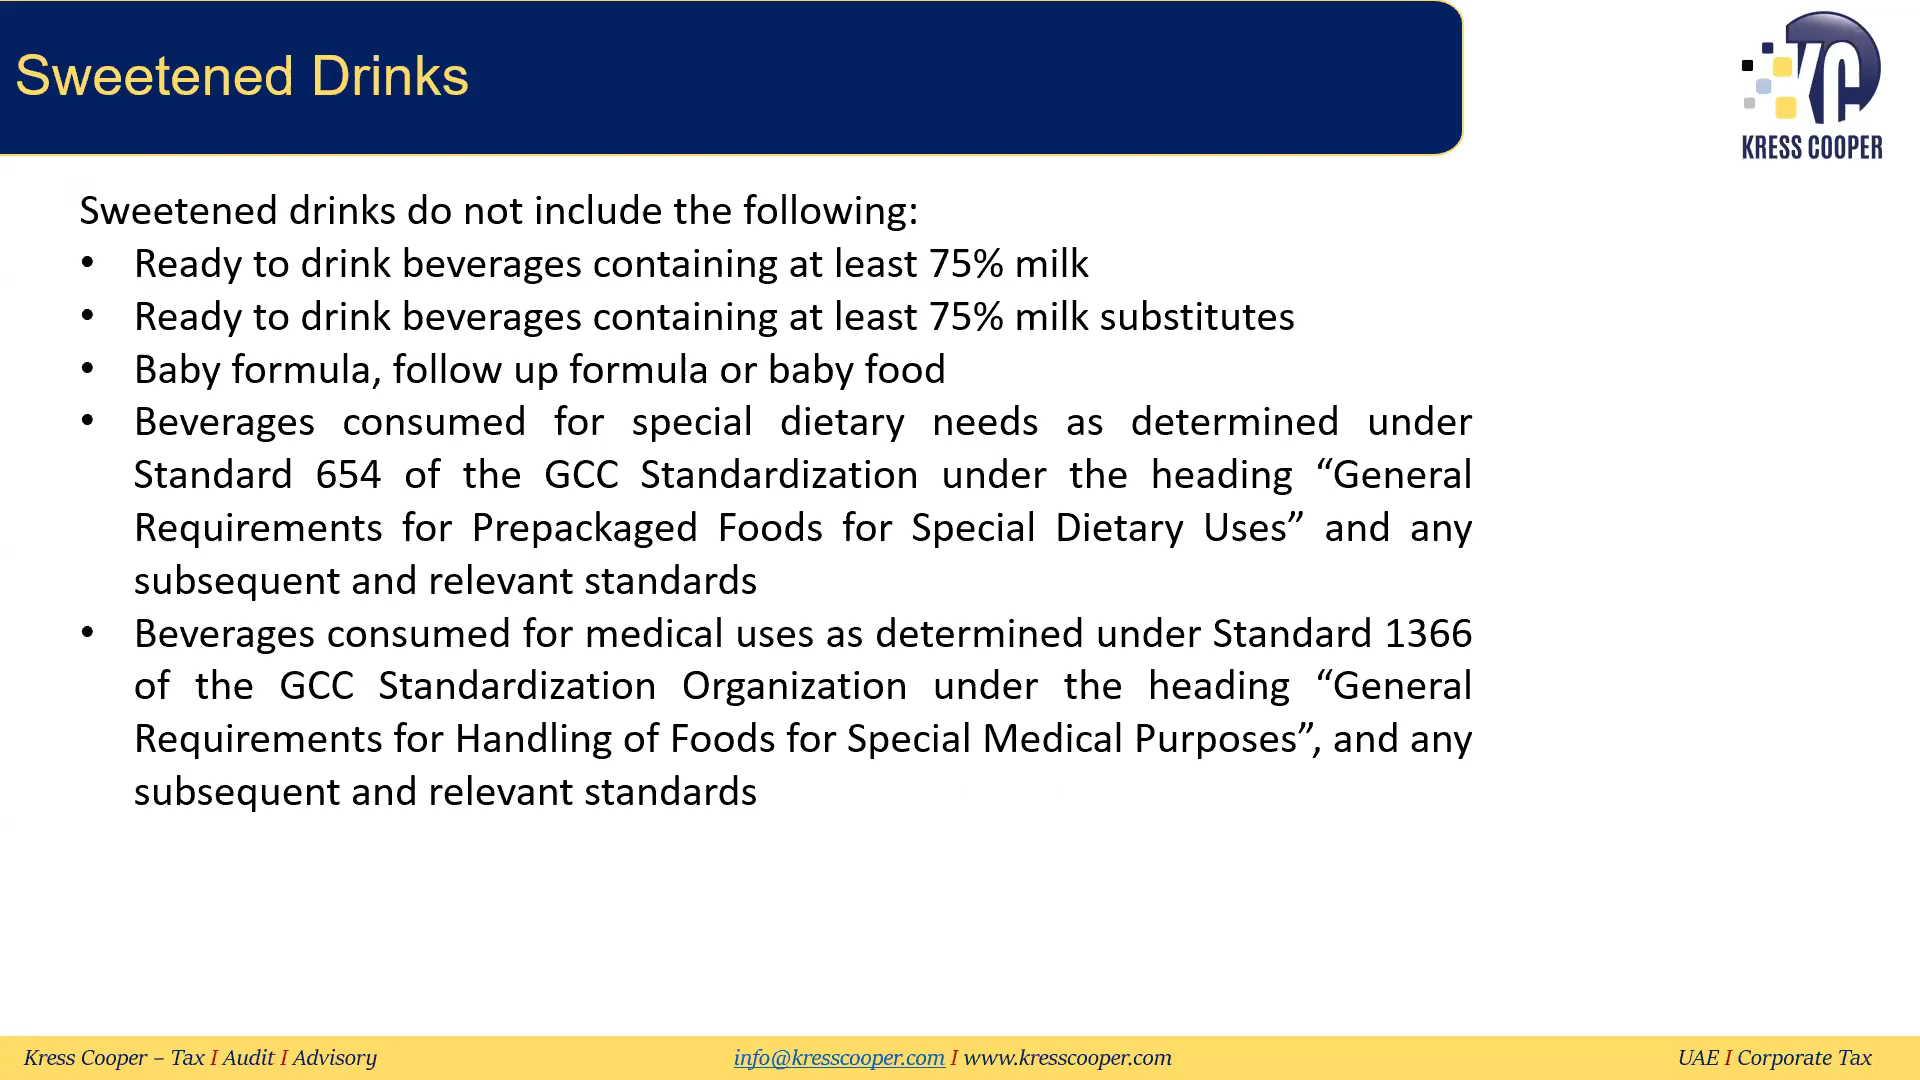 Sweetened Drinks
KC
KRESS COOPER
Sweetened drinks do not include the following:
• Ready to drink beverages containing at least 75% milk
• Ready to drink beverages containing at least 75% milk substitutes
• Baby formula, follow up formula or baby food
• Beverages consumed for special dietary needs as determined under
Standard 654 of the GCC Standardization under the heading “General
Requirements for Prepackaged Foods for Special Dietary Uses” and any
subsequent and relevant standards
• Beverages consumed for medical uses as determined under Standard 1366
of the GCC Standardization Organization under the heading “General
Requirements for Handling of Foods for Special Medical Purposes”, and any
subsequent and relevant standards
Kress Cooper – Tax I Audit I Advisory
info@kresscooper.com I www.kresscooper.com
UAE I Corporate Tax